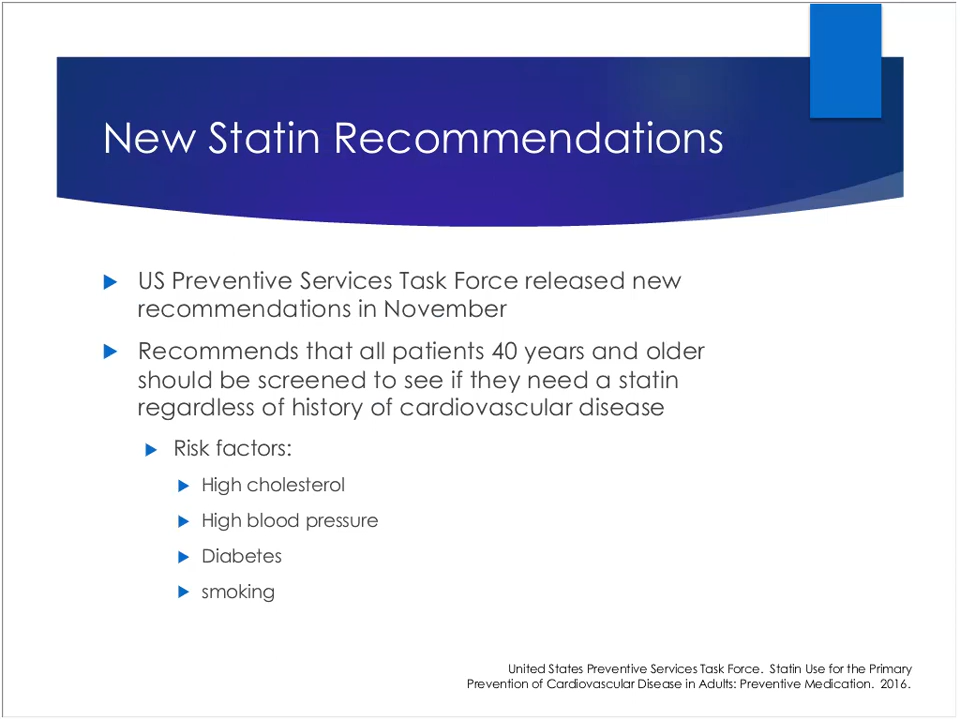 New Statin Recommendations
US Preventive Services Task Force released new
recommendations in November
Recommends that all patients 40 years and older
should be screened to see if they need a statin
regardless of history of cardiovascular disease
Risk factors:
High cholesterol
High blood pressure
Diabetes
smoking
United States Preventive Services Task Force. Statin Use for the Primary
Prevention of Cardiovascular Disease in Adults: Preventive Medication. 2016.